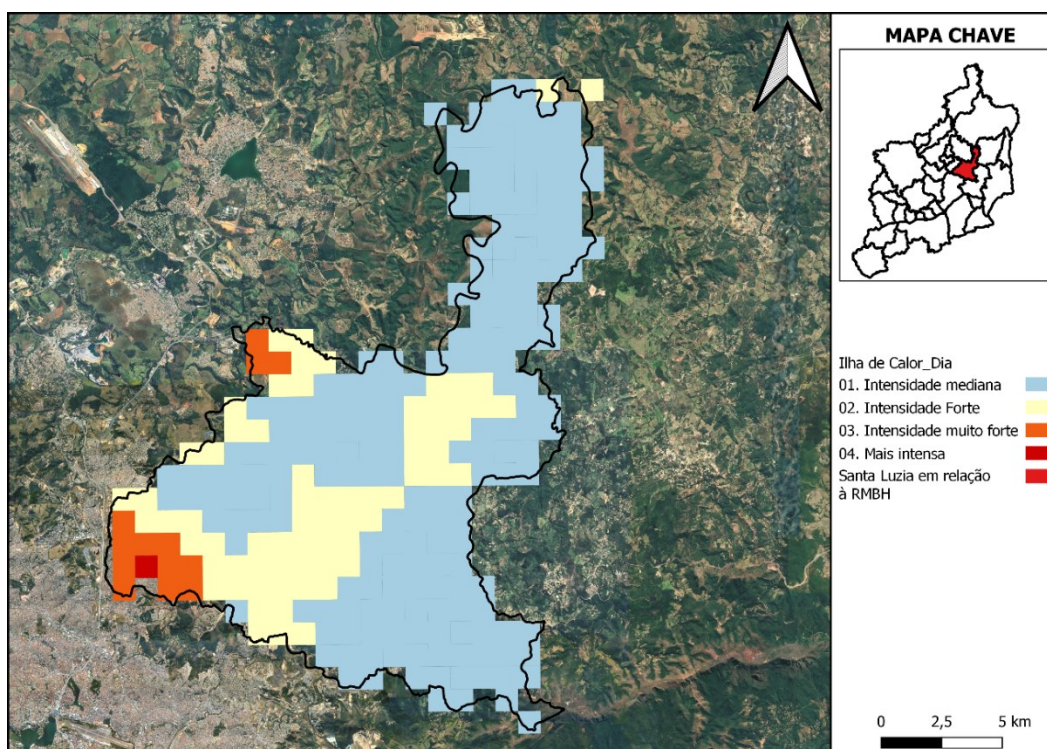 MAPA CHAVE
Ilha de Calor_Dia
01. Intensidade mediana
02. Intensidade Forte
03. Intensidade muito forte
04. Mais intensa
Santa Luzia em relação
à RMBH
0 2,5 5 km